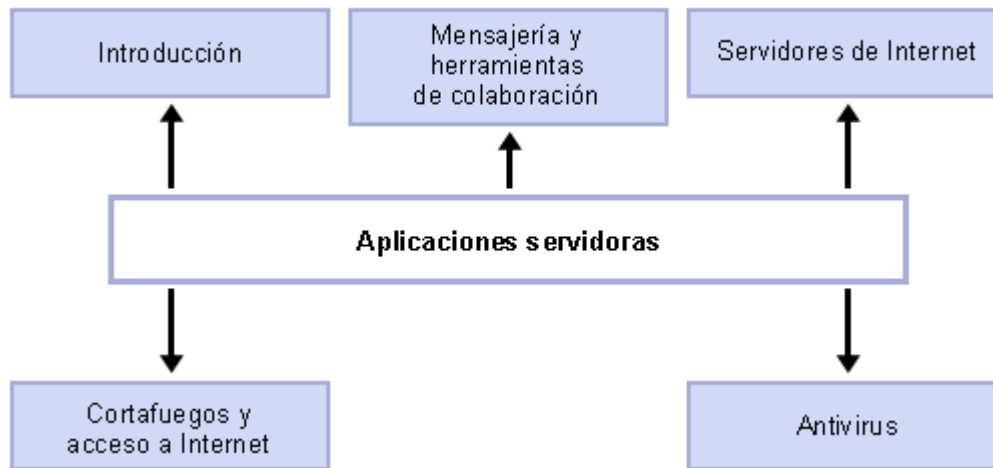 Introducción
Mensajería y
herramientas
de colaboración
Servidores de Internet
Aplicaciones servidoras
Cortafuegos y
acceso a Internet
Antivirus